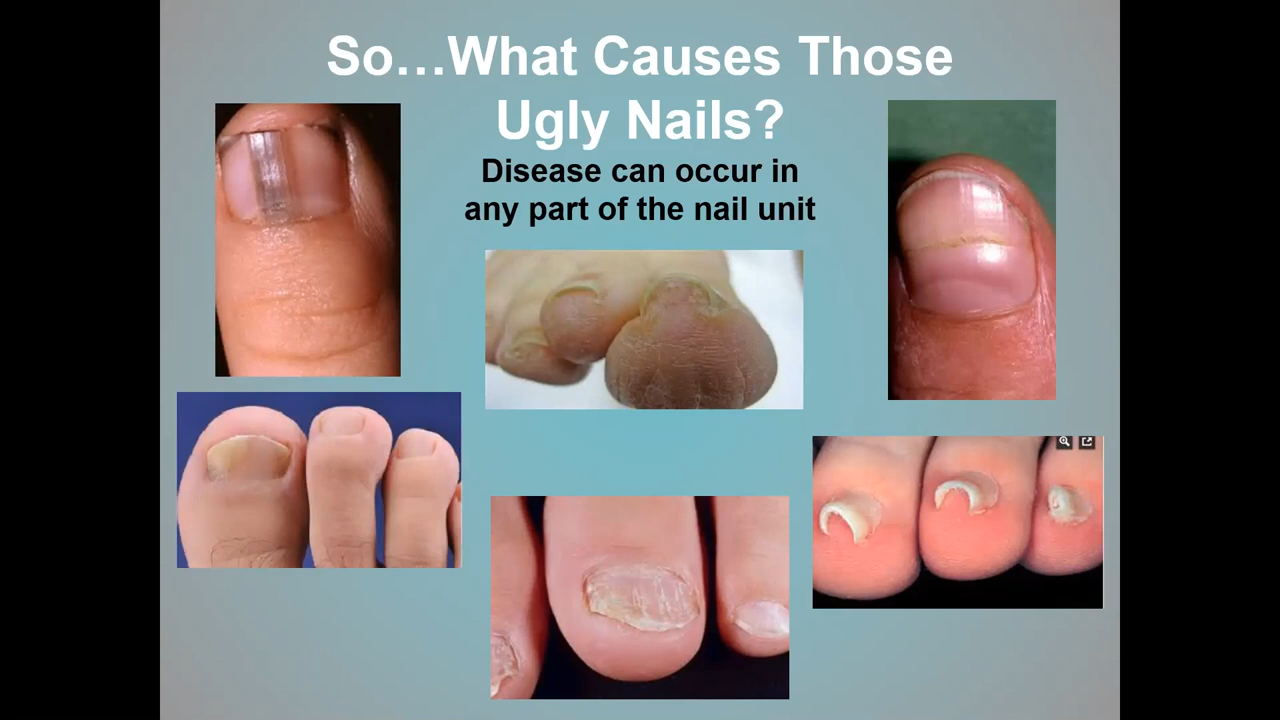 So…What Causes Those
Ugly Nails?
Disease can occur in
any part of the nail unit